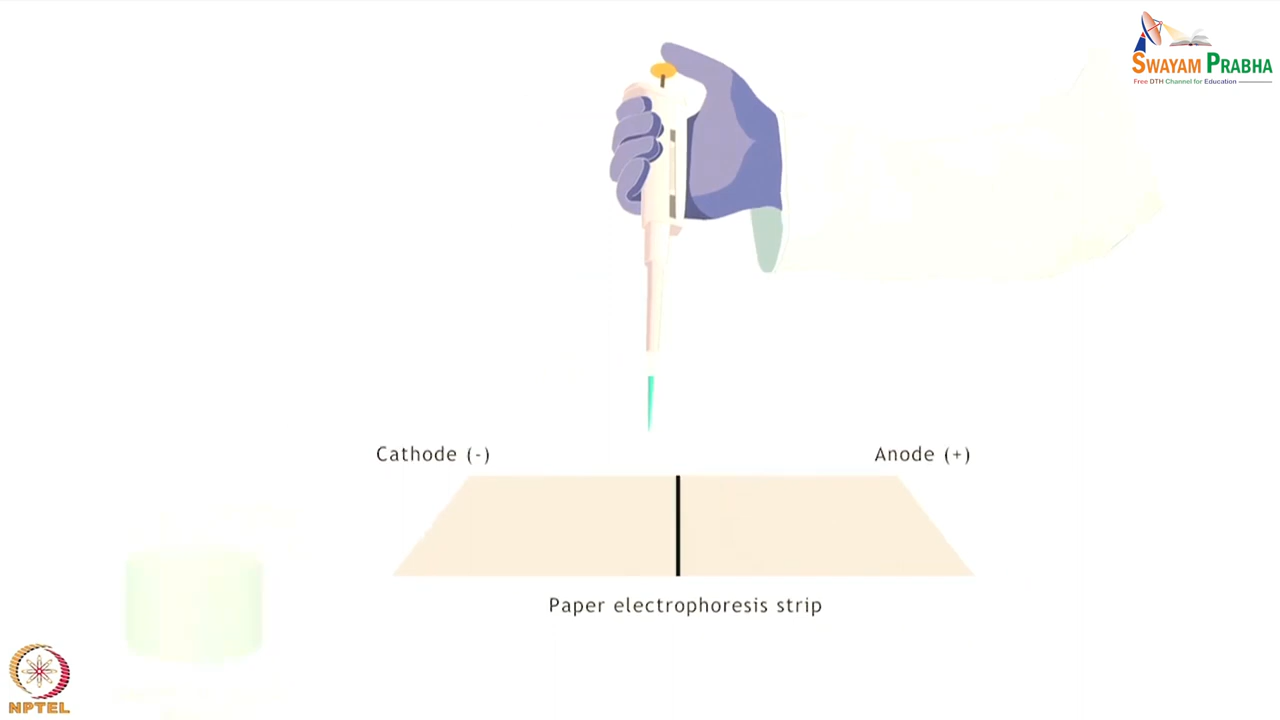 SWAYAM PRABHA
Free DTH Channel for Education
Cathode (-)
Anode (+)
Paper electrophoresis strip
NPTEL